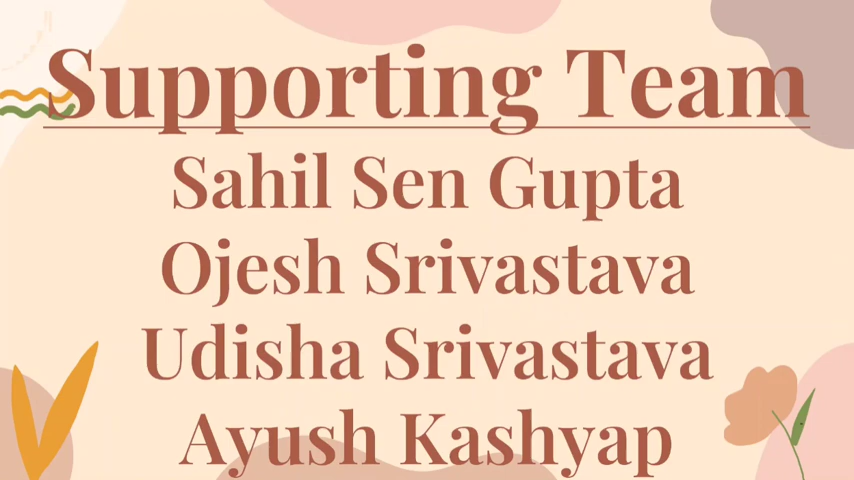 Supporting Team
Sahil Sen Gupta
Ojesh Srivastava
Udisha Srivastava
Ayush Kashyap